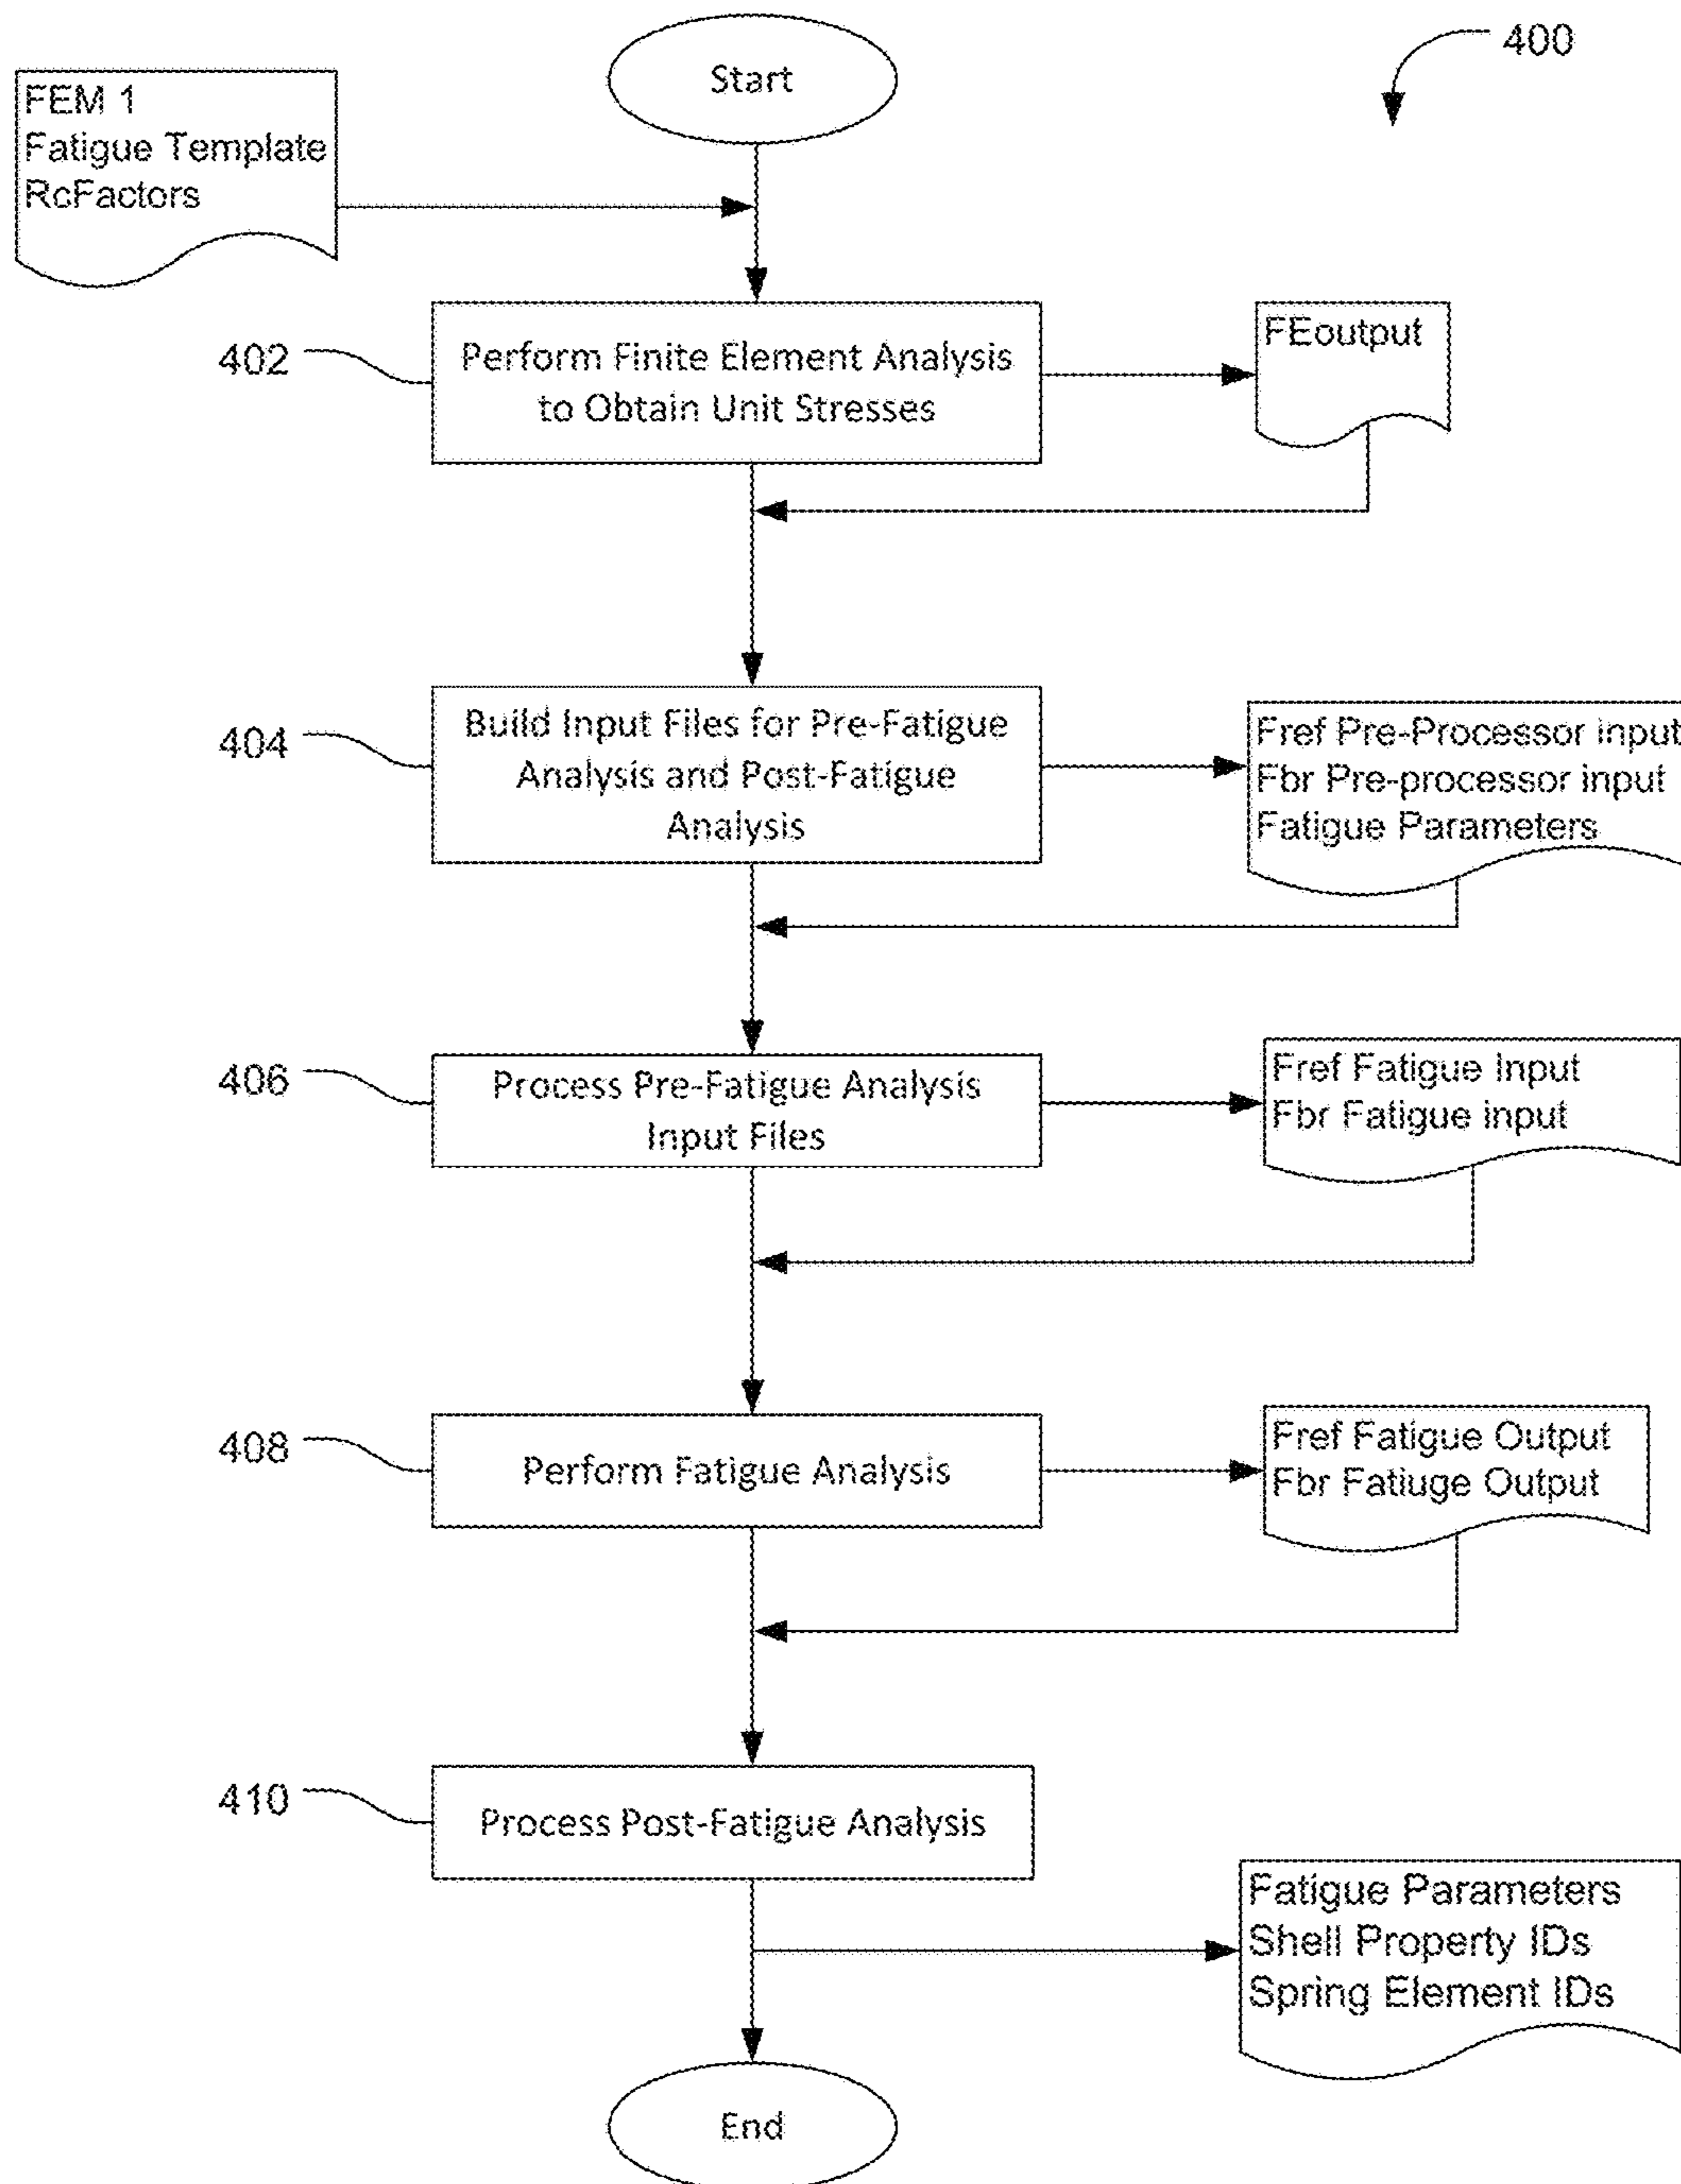 400
Start
FEM 1
Fatigue Template
RcFactors
402
Perform Finite Element Analysis
to Obtain Unit Stresses
FEoutput
404
Build Input Files for Pre-Fatigue
Analysis and Post-Fatigue
Analysis
Fref Pre-Processor input
Fbr Pre-processor input
Fatigue Parameters
406
Process Pre-Fatigue Analysis
Input Files
Fref Fatigue Input
Fbr Fatigue input
408
Perform Fatigue Analysis
Fref Fatigue Output
Fbr Fatiuge Output
410
Process Post-Fatigue Analysis
Fatigue Parameters
Shell Property IDs
Spring Element IDs
End